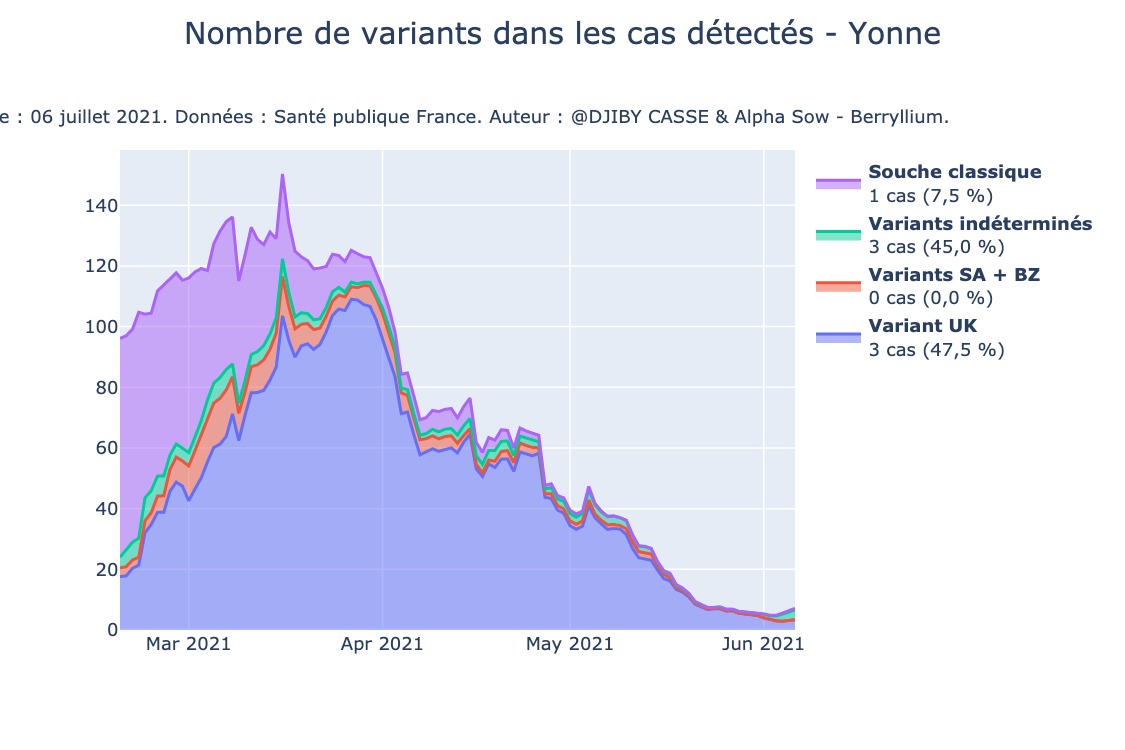 Nombre de variants dans les cas détectés - Yonne
e : 06 juillet 2021. Données : Santé publique France. Auteur : @DJIBY CASSE & Alpha Sow - Berryllium.
Souche classique
1 cas (7,5 %)
Variants indéterminés
3 cas (45,0 %)
Variants SA + BZ
0 cas (0,0 %)
Variant UK
3 cas (47,5 %)
140
120
100
80
60
40
20
0
Mar 2021
Apr 2021
May 2021
Jun 2021